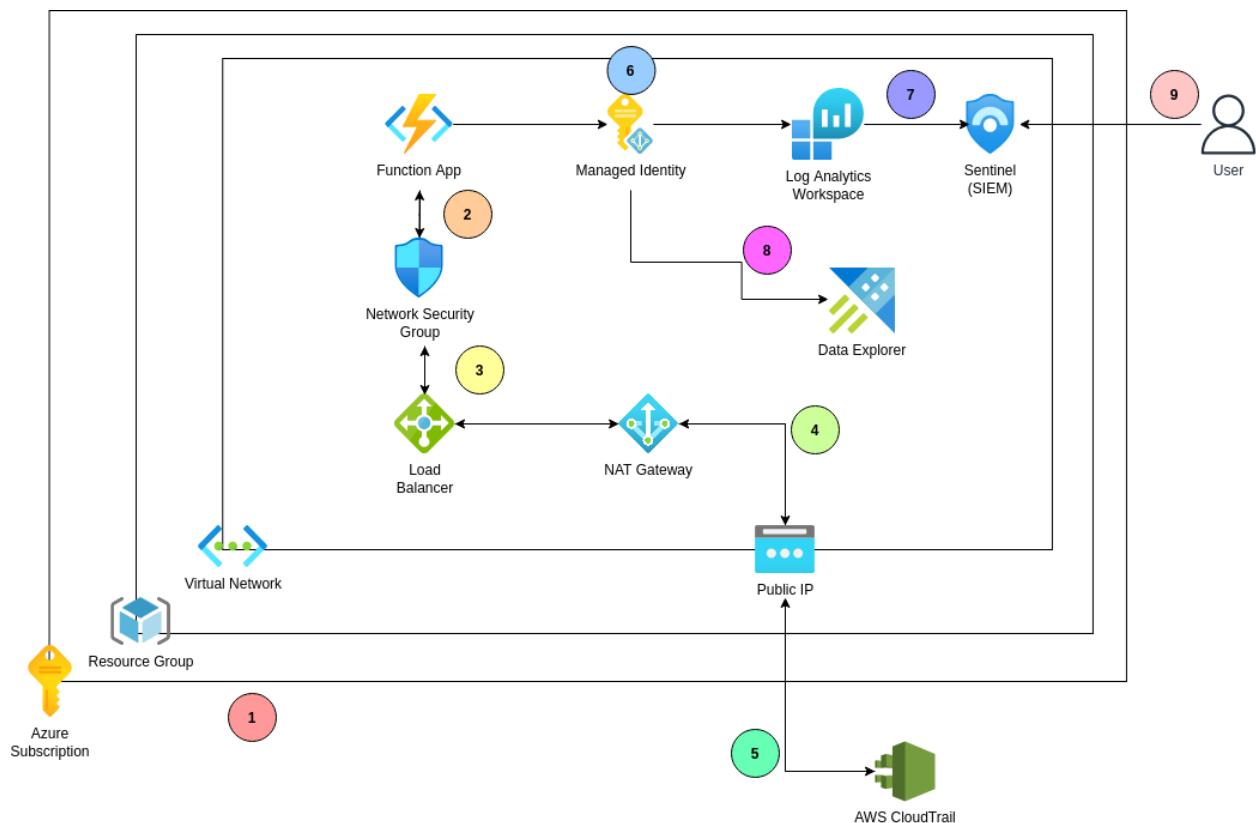 6
7
9
Function App
Managed Identity
Log Analytics
Workspace
Sentinel
(SIEM)
User
2
8
Network Security
Group
Data Explorer
3
4
Load
Balancer
NAT Gateway
Virtual Network
Public IP
Resource Group
1
Azure
Subscription
5
AWS CloudTrail